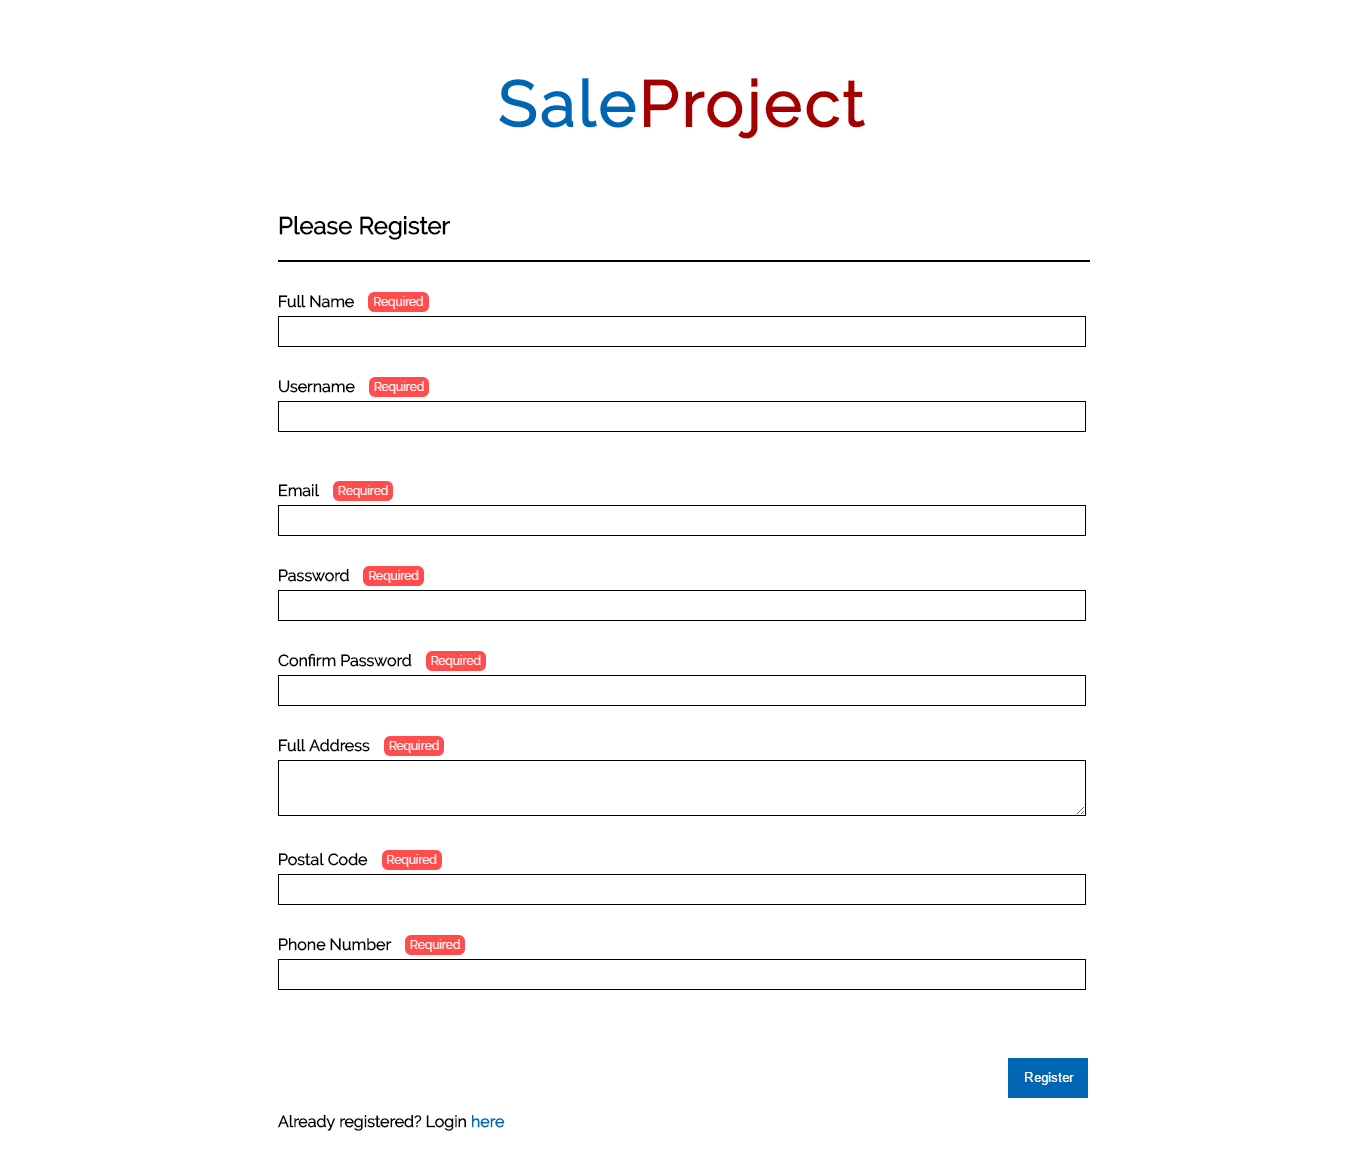 SaleProject
Please Register
Full Name Required
Username Required
Email Required
Password Required
Confirm Password Required
Full Address Required
Postal Code Required
Phone Number Required
Register
Already registered? Login here